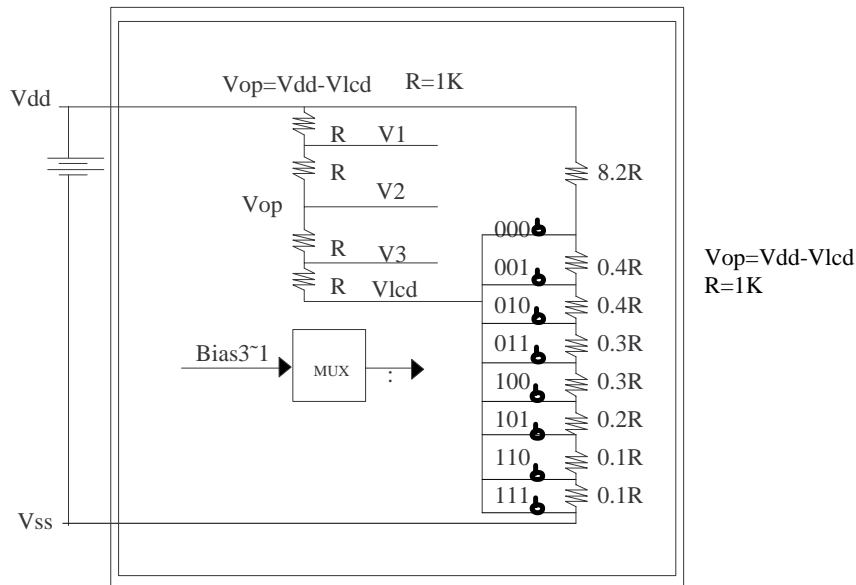 Vop=Vdd-Vlcd R=1K
Vdd
R V1
R
8.2R
Vop
V2
000
R V3
001
0.4R
R Vlcd
010
0.4R
011
0.3R
Bias3~1
MUX
:
100
0.3R
101
0.2R
110
0.1R
111
0.1R
Vss
Vop=Vdd-Vlcd
R=1K